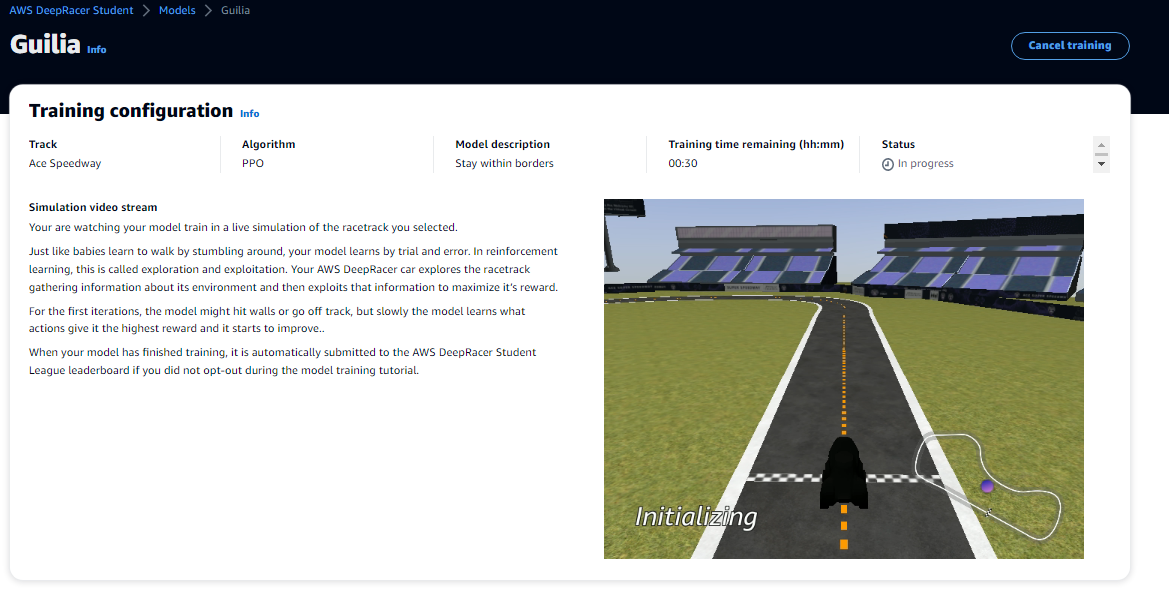 AWS DeepRacer Student > Models > Guilia
Guilia Info
Cancel training
Training configuration Info
Track
Ace Speedway
Algorithm
PPO
Model description
Stay within borders
Training time remaining (hh:mm)
00:30
Status
In progress
Simulation video stream
Your are watching your model train in a live simulation of the racetrack you selected.
Just like babies learn to walk by stumbling around, your model learns by trial and error. In reinforcement
learning, this is called exploration and exploitation. Your AWS DeepRacer car explores the racetrack
gathering information about its environment and then exploits that information to maximize it's reward.
For the first iterations, the model might hit walls or go off track, but slowly the model learns what
actions give it the highest reward and it starts to improve..
When your model has finished training, it is automatically submitted to the AWS DeepRacer Student
League leaderboard if you did not opt-out during the model training tutorial.
Initializing